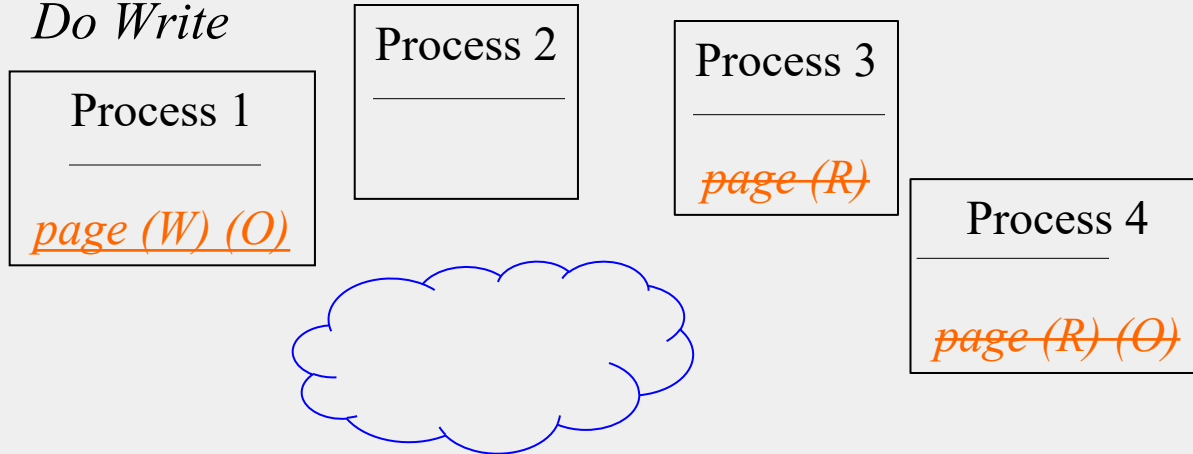 Do Write
Process 1
page (W) (O)
Process 2
Process 3
page (R)
Process 4
page (R) (O)